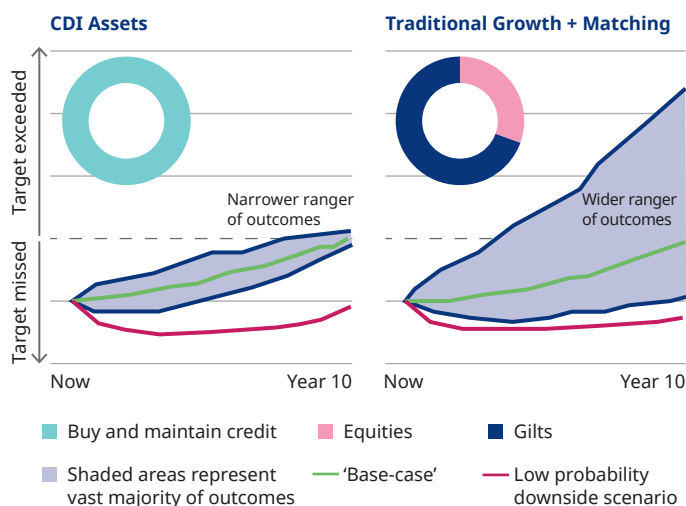 CDI Assets
Traditional Growth + Matching
Target exceeded
Target missed
Narrower ranger
of outcomes
Wider ranger
of outcomes
Now
Year 10
Now
Year 10
Buy and maintain credit
Equities
Gilts
Shaded areas represent
vast majority of outcomes
‘Base-case’
Low probability
downside scenario